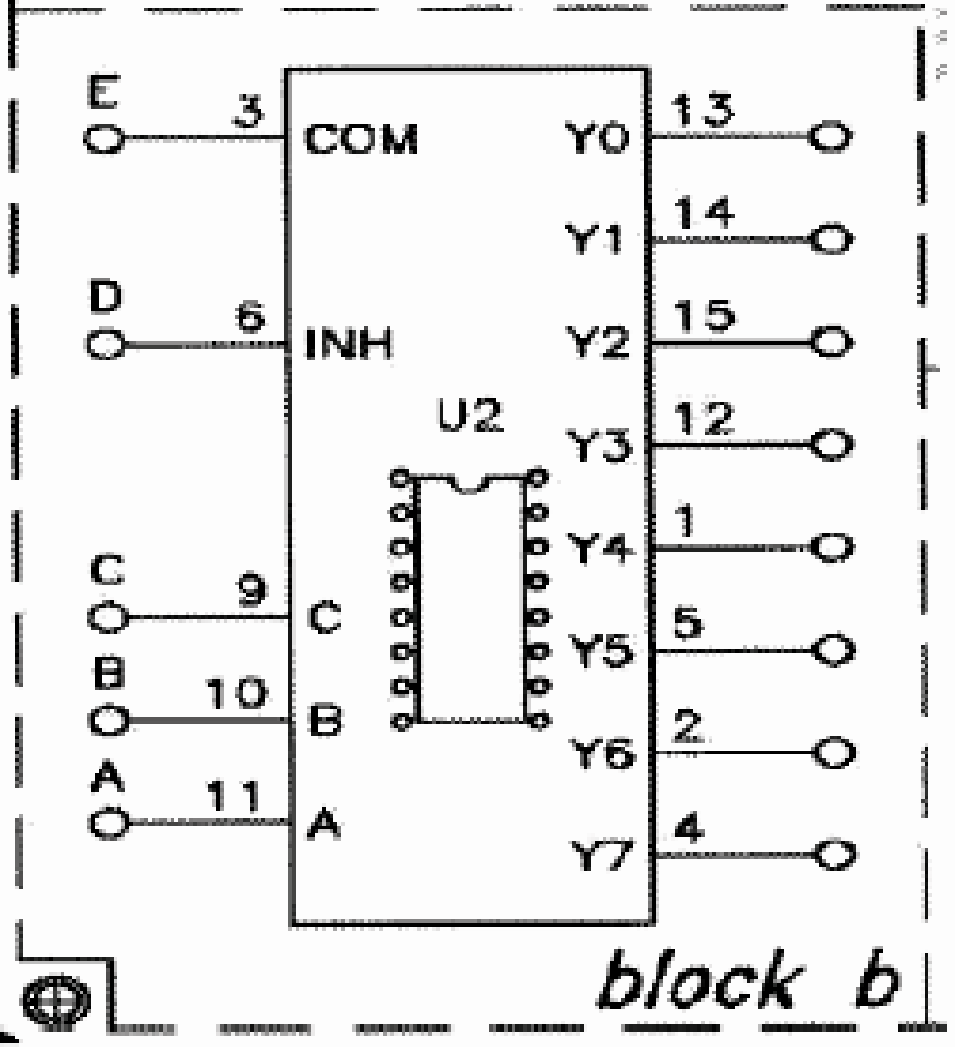 E 3 COM Y0 13
Y1 14
D 6 INH Y2 15
U2
Y3 12
Y4 1
C 9 C
Y5 5
B 10 B
Y6 2
A 11 A
Y7 4
block b